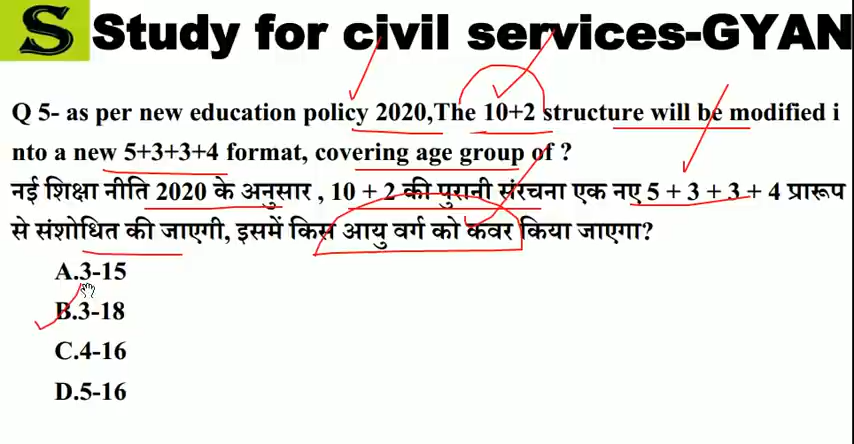 S Study for civil services-GYAN
Q 5- as per new education policy 2020,The 10+2 structure will be modified i
nto a new 5+3+3+4 format, covering age group of ?
नई शिक्षा नीति 2020 के अनुसार , 10 + 2 की पुरानी संरचना एक नए 5 + 3 + 3 + 4 प्रारूप
से संशोधित की जाएगी, इसमें किस आयु वर्ग को कवर किया जाएगा?
A.3-15
B.3-18
C.4-16
D.5-16